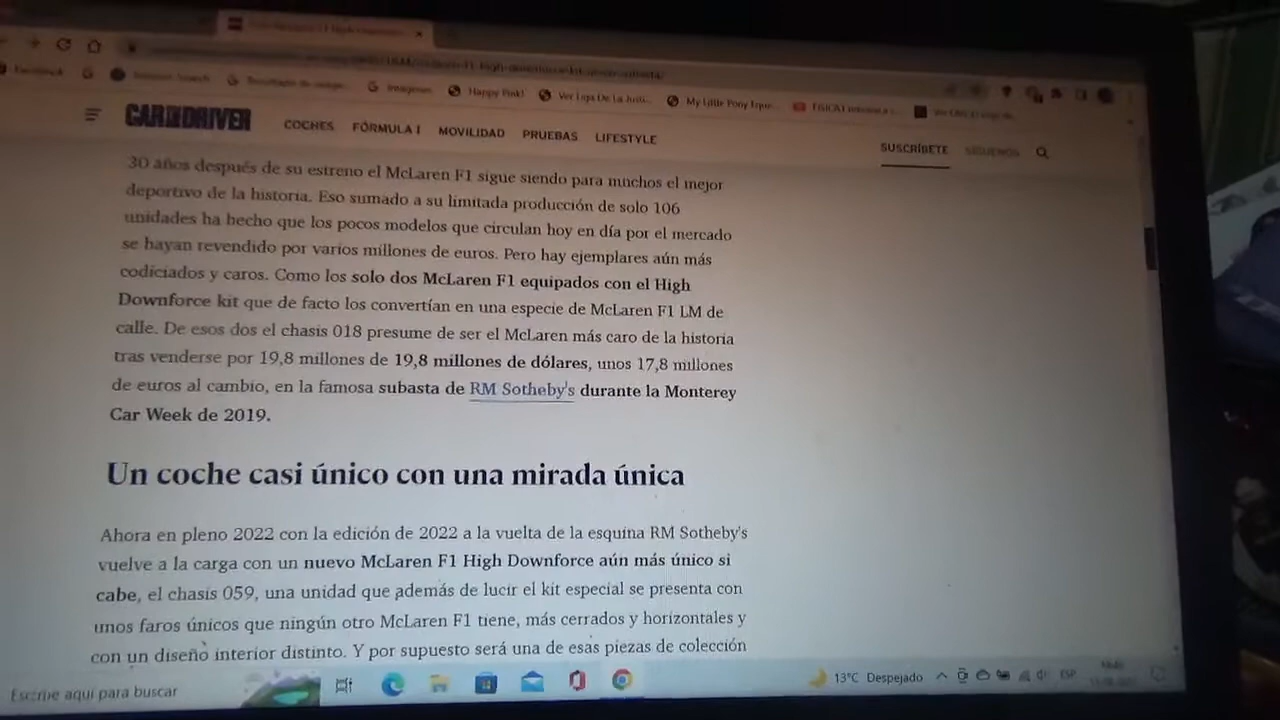 Facebook
Happy Pink!
Ver Liga De La Justi...
My Little Pony Eque...
CAR AND DRIVER
COCHES FÓRMULA 1 MOVILIDAD PRUEBAS LIFESTYLE
SUSCRÍBETE SÍGUENOS
30 años después de su estreno el McLaren F1 sigue siendo para muchos el mejor
deportivo de la historia. Eso sumado a su limitada producción de solo 106
unidades ha hecho que los pocos modelos que circulan hoy en día por el mercado
se hayan revendido por varios millones de euros. Pero hay ejemplares aún más
codiciados y caros. Como los solo dos McLaren F1 equipados con el High
Downforce kit que de facto los convertían en una especie de McLaren F1 LM de
calle. De esos dos el chasis 018 presume de ser el McLaren más caro de la historia
tras venderse por 19,8 millones de 19,8 millones de dólares, unos 17,8 millones
de euros al cambio, en la famosa subasta de RM Sotheby's durante la Monterey
Car Week de 2019.
Un coche casi único con una mirada única
Ahora en pleno 2022 con la edición de 2022 a la vuelta de la esquina RM Sotheby's
vuelve a la carga con un nuevo McLaren F1 High Downforce aún más único si
cabe, el chasis 059, una unidad que además de lucir el kit especial se presenta con
unos faros únicos que ningún otro McLaren F1 tiene, más cerrados y horizontales y
con un diseño interior distinto. Y por supuesto será una de esas piezas de colección
Escribe aquí para buscar
13°C Despejado
ESP